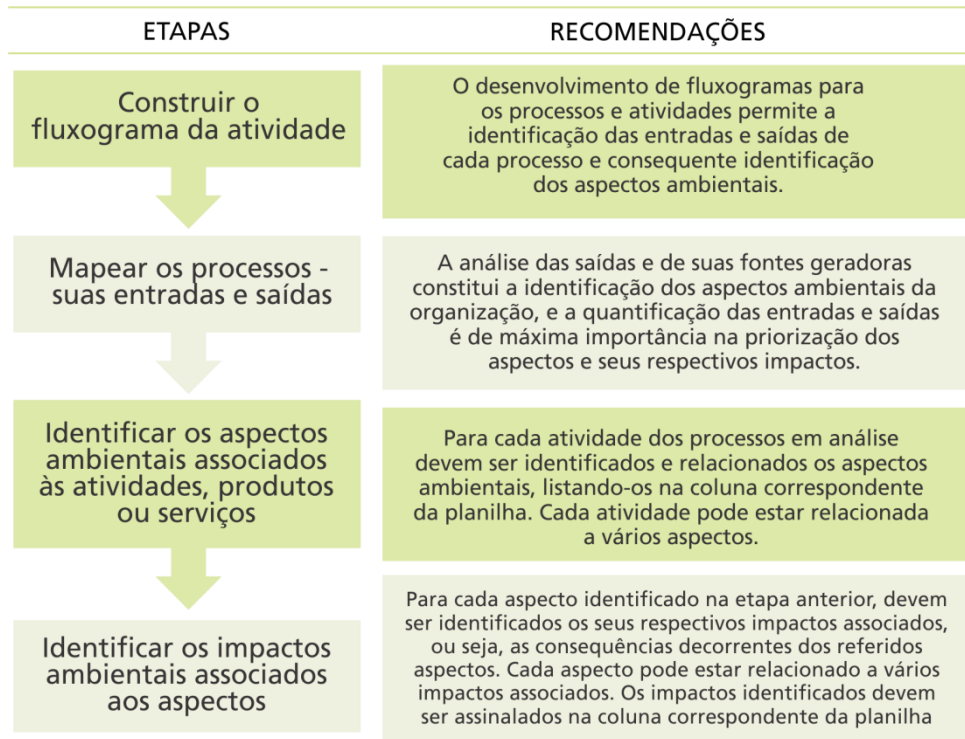 ETAPAS
RECOMENDAÇÕES
Construir o
fluxograma da atividade
O desenvolvimento de fluxogramas para
os processos e atividades permite a
identificação das entradas e saídas de
cada processo e consequente identificação
dos aspectos ambientais.
Mapear os processos -
suas entradas e saídas
A análise das saídas e de suas fontes geradoras
constitui a identificação dos aspectos ambientais da
organização, e a quantificação das entradas e saídas
é de máxima importância na priorização dos
aspectos e seus respectivos impactos.
Identificar os aspectos
ambientais associados
às atividades, produtos
ou serviços
Para cada atividade dos processos em análise
devem ser identificados e relacionados os aspectos
ambientais, listando-os na coluna correspondente
da planilha. Cada atividade pode estar relacionada
a vários aspectos.
Identificar os impactos
ambientais associados
aos aspectos
Para cada aspecto identificado na etapa anterior, devem
ser identificados os seus respectivos impactos associados,
ou seja, as consequências decorrentes dos referidos
aspectos. Cada aspecto pode estar relacionado a vários
impactos associados. Os impactos identificados devem
ser assinalados na coluna correspondente da planilha